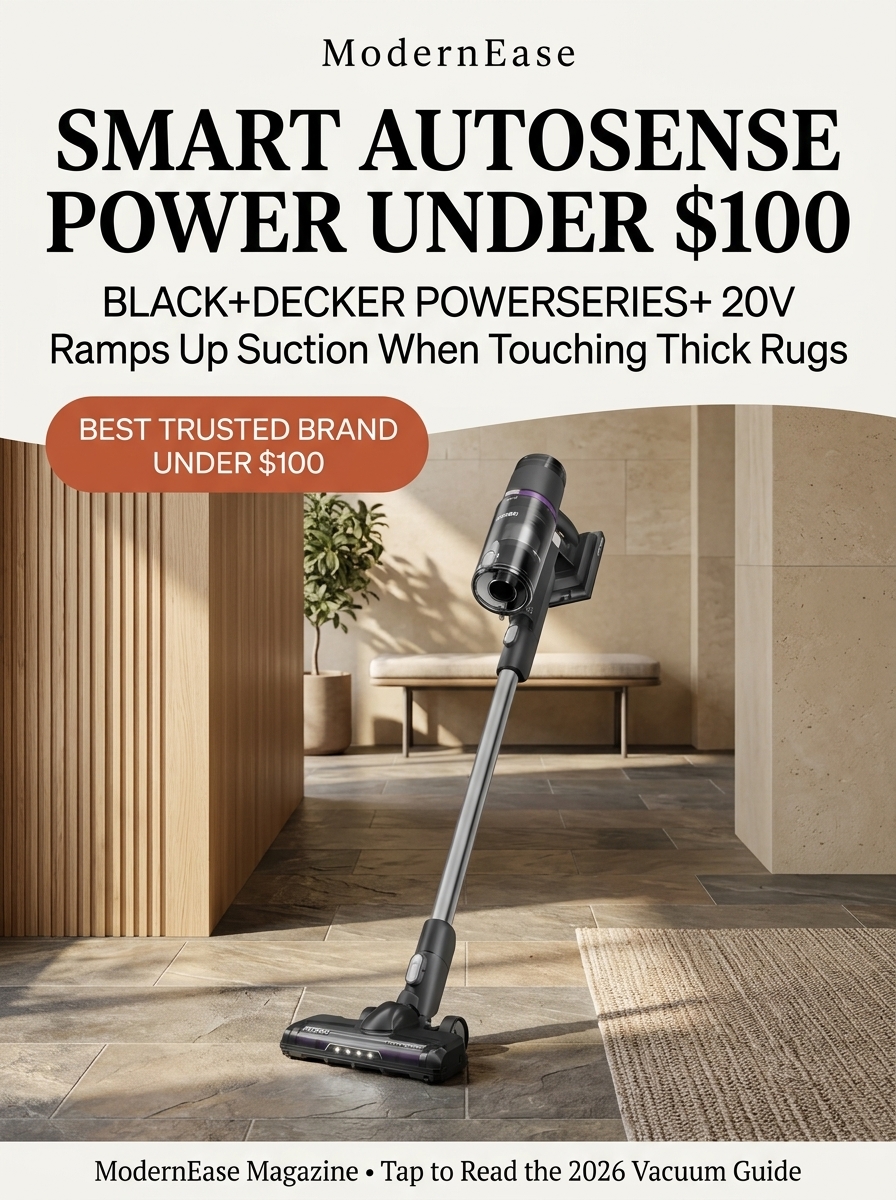 ModernEase
SMART AUTOSENSE
POWER UNDER $100
BLACK+DECKER POWERSERIES+ 20V
Ramps Up Suction When Touching Thick Rugs
BEST TRUSTED BRAND
UNDER $100
ModernEase Magazine • Tap to Read the 2026 Vacuum Guide